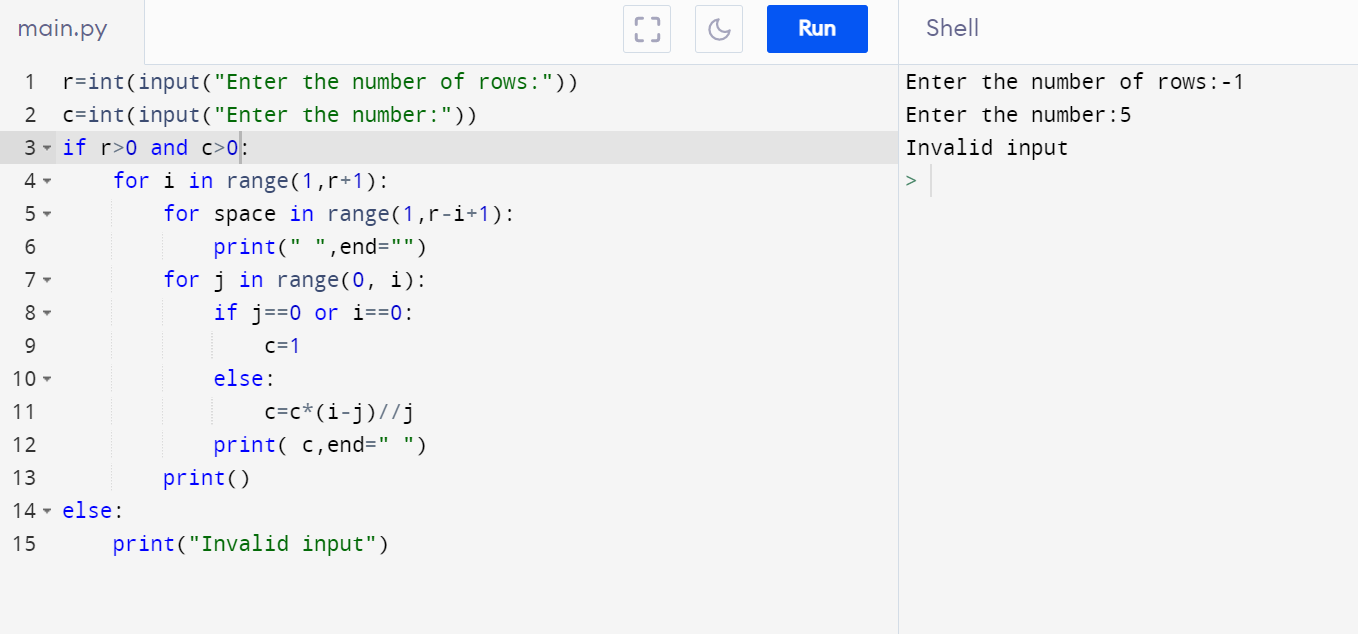 main.py
Run
Shell
1 r=int(input("Enter the number of rows:"))
2 c=int(input("Enter the number:"))
3 if r>0 and c>0:
4     for i in range(1,r+1):
5         for space in range(1,r-i+1):
6             print(" ",end="")
7         for j in range(0, i):
8             if j==0 or i==0:
9                 c=1
10             else:
11                 c=c*(i-j)//j
12             print( c,end=" ")
13         print()
14 else:
15     print("Invalid input")
Enter the number of rows:-1
Enter the number:5
Invalid input
>